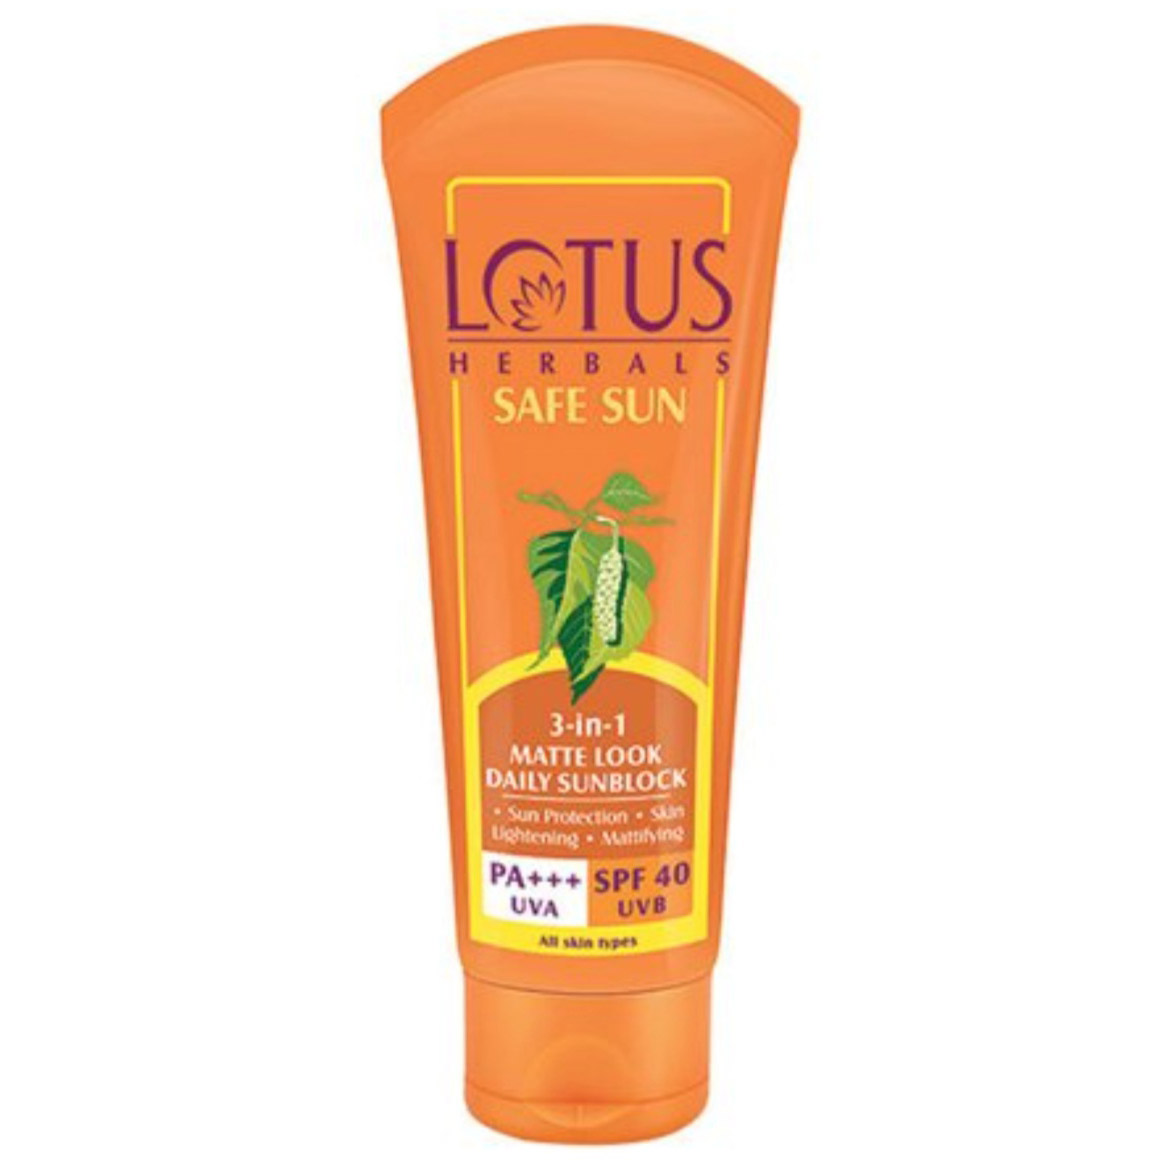 LOTUS
HERBALS
SAFE SUN
3-in-1
MATTE LOOK
DAILY SUNBLOCK
• Sun Protection • Skin
Lightening • Mattifying
PA+++ SPF 40
UVA UVB
All skin types